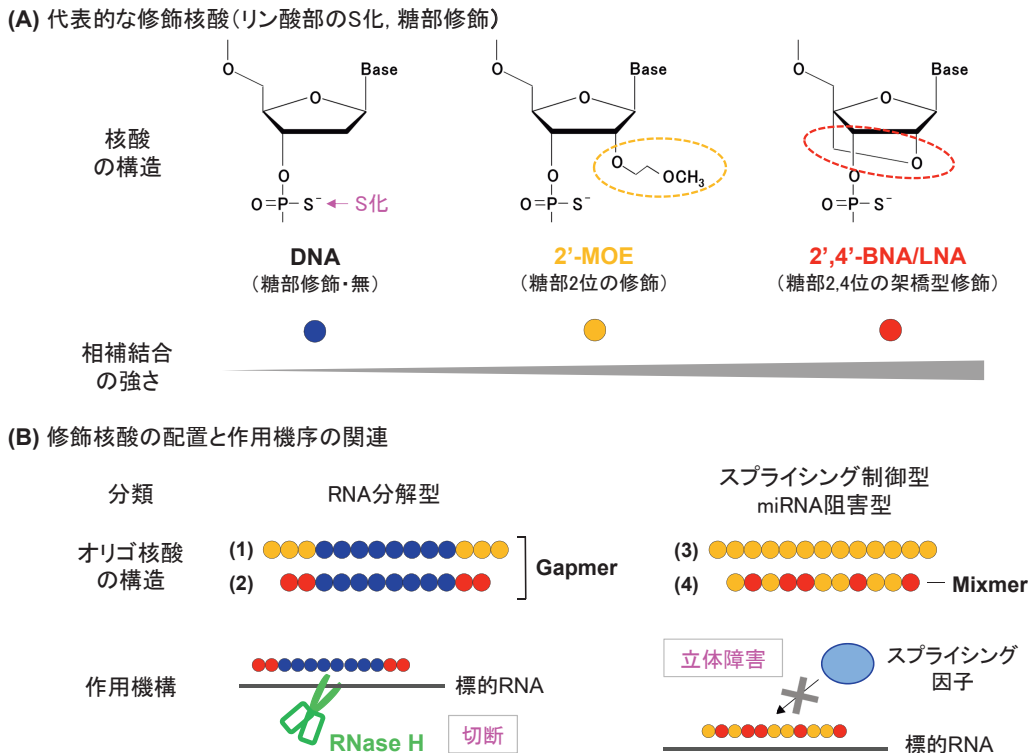 (A) 代表的な修飾核酸(リン酸部のS化, 糖部修飾)
核酸
の構造
O
Base
O
O
O=P-S⁻
S化
DNA
(糖部修飾・無)
O
Base
O
O
O
OCH3
O=P-S⁻
2'-MOE
(糖部2位の修飾)
O
Base
O
O
O
O=P-S⁻
2',4'-BNA/LNA
(糖部2,4位の架橋型修飾)
相補結合
の強さ
(B) 修飾核酸の配置と作用機序の関連
分類
RNA分解型
スプライシング制御型
miRNA阻害型
オリゴ核酸
の構造
(1)
(2)
Gapmer
(3)
(4)
Mixmer
作用機構
標的RNA
RNase H
切断
立体障害
スプライシング
因子
標的RNA